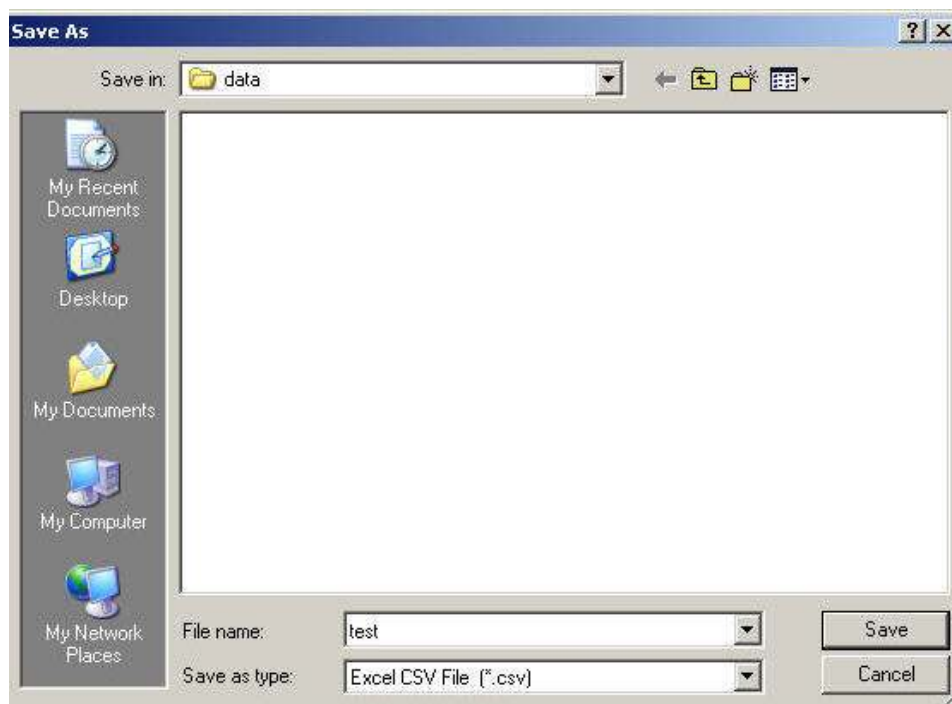 Save As
Save in:
data
My Recent
Documents
Desktop
My Documents
My Computer
My Network
Places
File name:
test
Save
Save as type:
Excel CSV File (*.csv)
Cancel